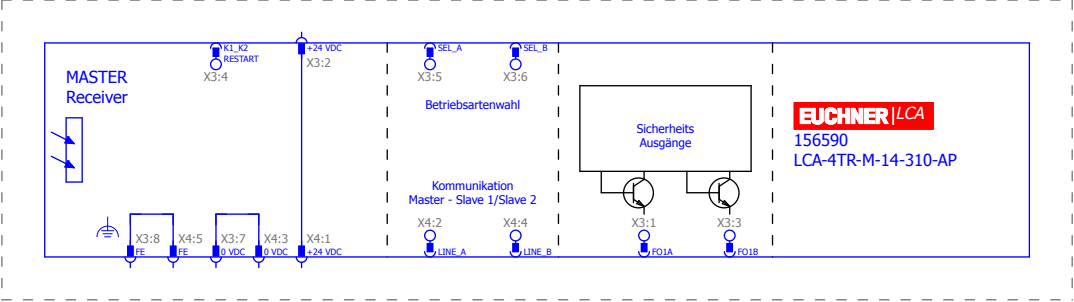 K1_K2
RESTART
X3:4
+24 VDC
X3:2
SEL_A
X3:5
SEL_B
X3:6
MASTER
Receiver
Betriebsartenwahl
Sicherheits
Ausgänge
EUCHNER LCA
156590
LCA-4TR-M-14-310-AP
Kommunikation
Master - Slave 1/Slave 2
X3:8
FE
X4:5
FE
X3:7
0 VDC
X4:3
0 VDC
X4:1
+24 VDC
X4:2
LINE_A
X4:4
LINE_B
X3:1
FO1A
X3:3
FO1B